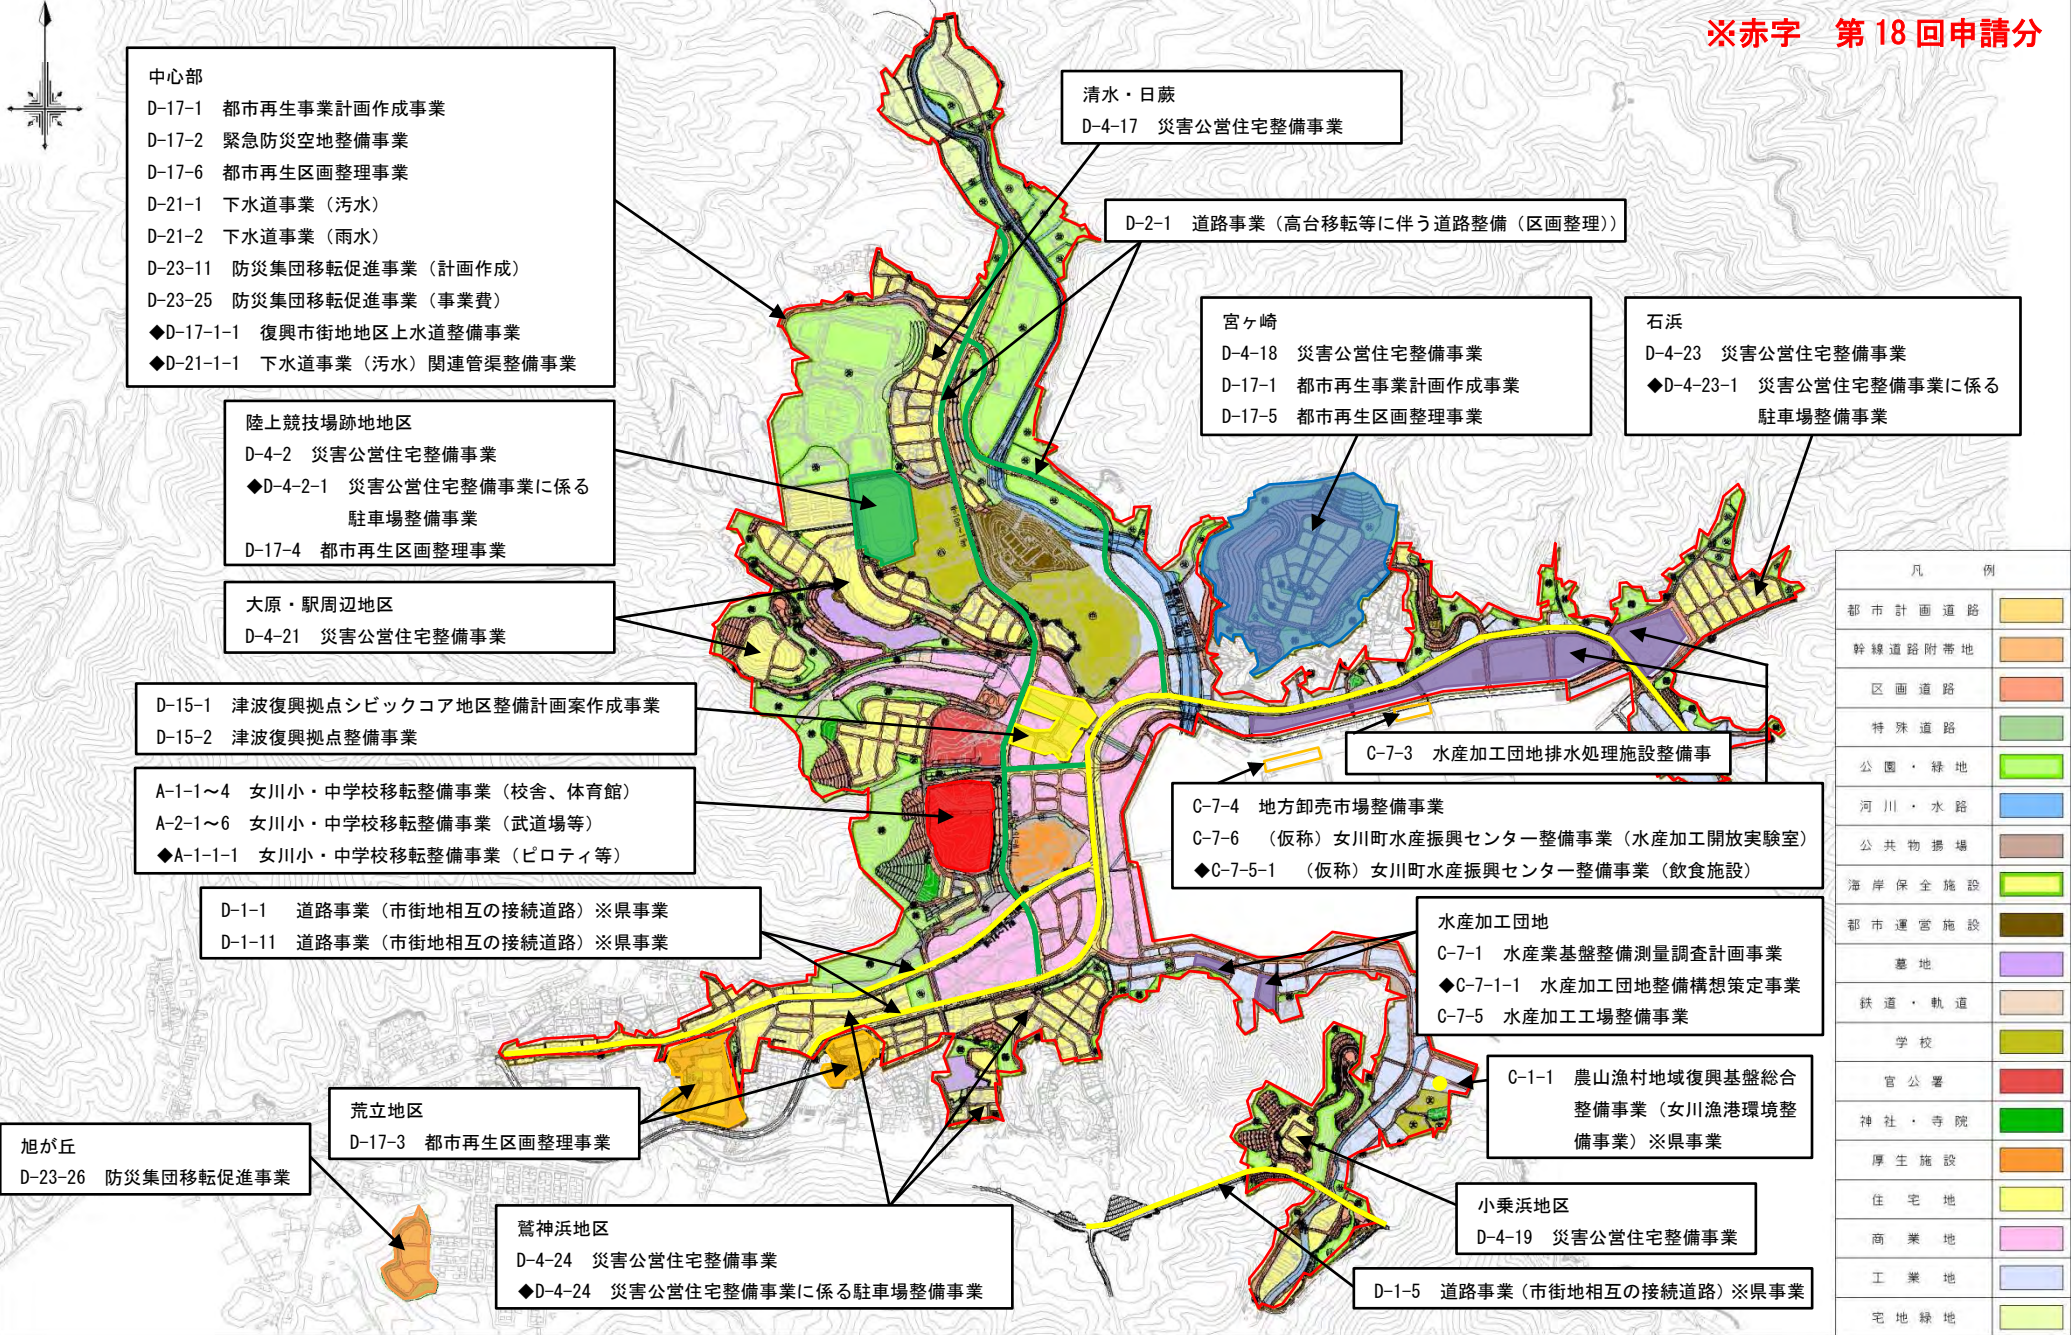 ※赤字　第18回申請分
中心部
D-17-1　都市再生事業計画作成事業
D-17-2　緊急防災空地整備事業
D-17-6　都市再生区画整理事業
D-21-1　下水道事業（汚水）
D-21-2　下水道事業（雨水）
D-23-11　防災集団移転促進事業（計画作成）
D-23-25　防災集団移転促進事業（事業費）
◆D-17-1-1　復興市街地地区上水道整備事業
◆D-21-1-1　下水道事業（汚水）関連管渠整備事業
清水・日蕨
D-4-17　災害公営住宅整備事業
D-2-1　道路事業（高台移転等に伴う道路整備（区画整理））
宮ヶ崎
D-4-18　災害公営住宅整備事業
D-17-1　都市再生事業計画作成事業
D-17-5　都市再生区画整理事業
石浜
D-4-23　災害公営住宅整備事業
◆D-4-23-1　災害公営住宅整備事業に係る
駐車場整備事業
陸上競技場跡地地区
D-4-2　災害公営住宅整備事業
◆D-4-2-1　災害公営住宅整備事業に係る
駐車場整備事業
D-17-4　都市再生区画整理事業
大原・駅周辺地区
D-4-21　災害公営住宅整備事業
D-15-1　津波復興拠点シビックコア地区整備計画案作成事業
D-15-2　津波復興拠点整備事業
A-1-1～4　女川小・中学校移転整備事業（校舎、体育館）
A-2-1～6　女川小・中学校移転整備事業（武道場等）
◆A-1-1-1　女川小・中学校移転整備事業（ピロティ等）
C-7-3　水産加工団地排水処理施設整備事
C-7-4　地方卸売市場整備事業
C-7-6　（仮称）女川町水産振興センター整備事業（水産加工開放実験室）
◆C-7-5-1　（仮称）女川町水産振興センター整備事業（飲食施設）
D-1-1　道路事業（市街地相互の接続道路）※県事業
D-1-11　道路事業（市街地相互の接続道路）※県事業
水産加工団地
C-7-1　水産業基盤整備測量調査計画事業
◆C-7-1-1　水産加工団地整備構想策定事業
C-7-5　水産加工工場整備事業
C-1-1　農山漁村地域復興基盤総合
整備事業（女川漁港環境整
備事業）※県事業
荒立地区
D-17-3　都市再生区画整理事業
旭が丘
D-23-26　防災集団移転促進事業
鷲神浜地区
D-4-24　災害公営住宅整備事業
◆D-4-24　災害公営住宅整備事業に係る駐車場整備事業
小乗浜地区
D-4-19　災害公営住宅整備事業
D-1-5　道路事業（市街地相互の接続道路）※県事業
凡例
都市計画道路
幹線道路附帯地
区画道路
特殊道路
公園・緑地
河川・水路
公共物揚場
海岸保全施設
都市運営施設
墓地
鉄道・軌道
学校
官公署
神社・寺院
厚生施設
住宅地
商業地
工業地
宅地緑地